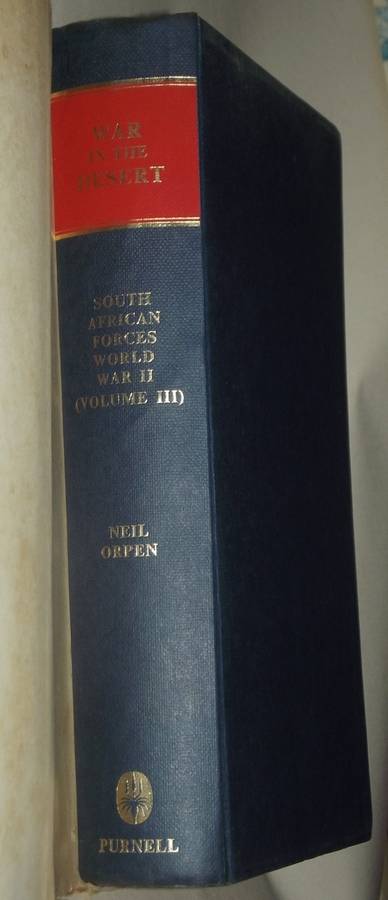 WAR
IN THE
DESERT
SOUTH
AFRICAN
FORCES
WORLD
WAR II
(VOLUME III)
NEIL
ORPEN
PURNELL